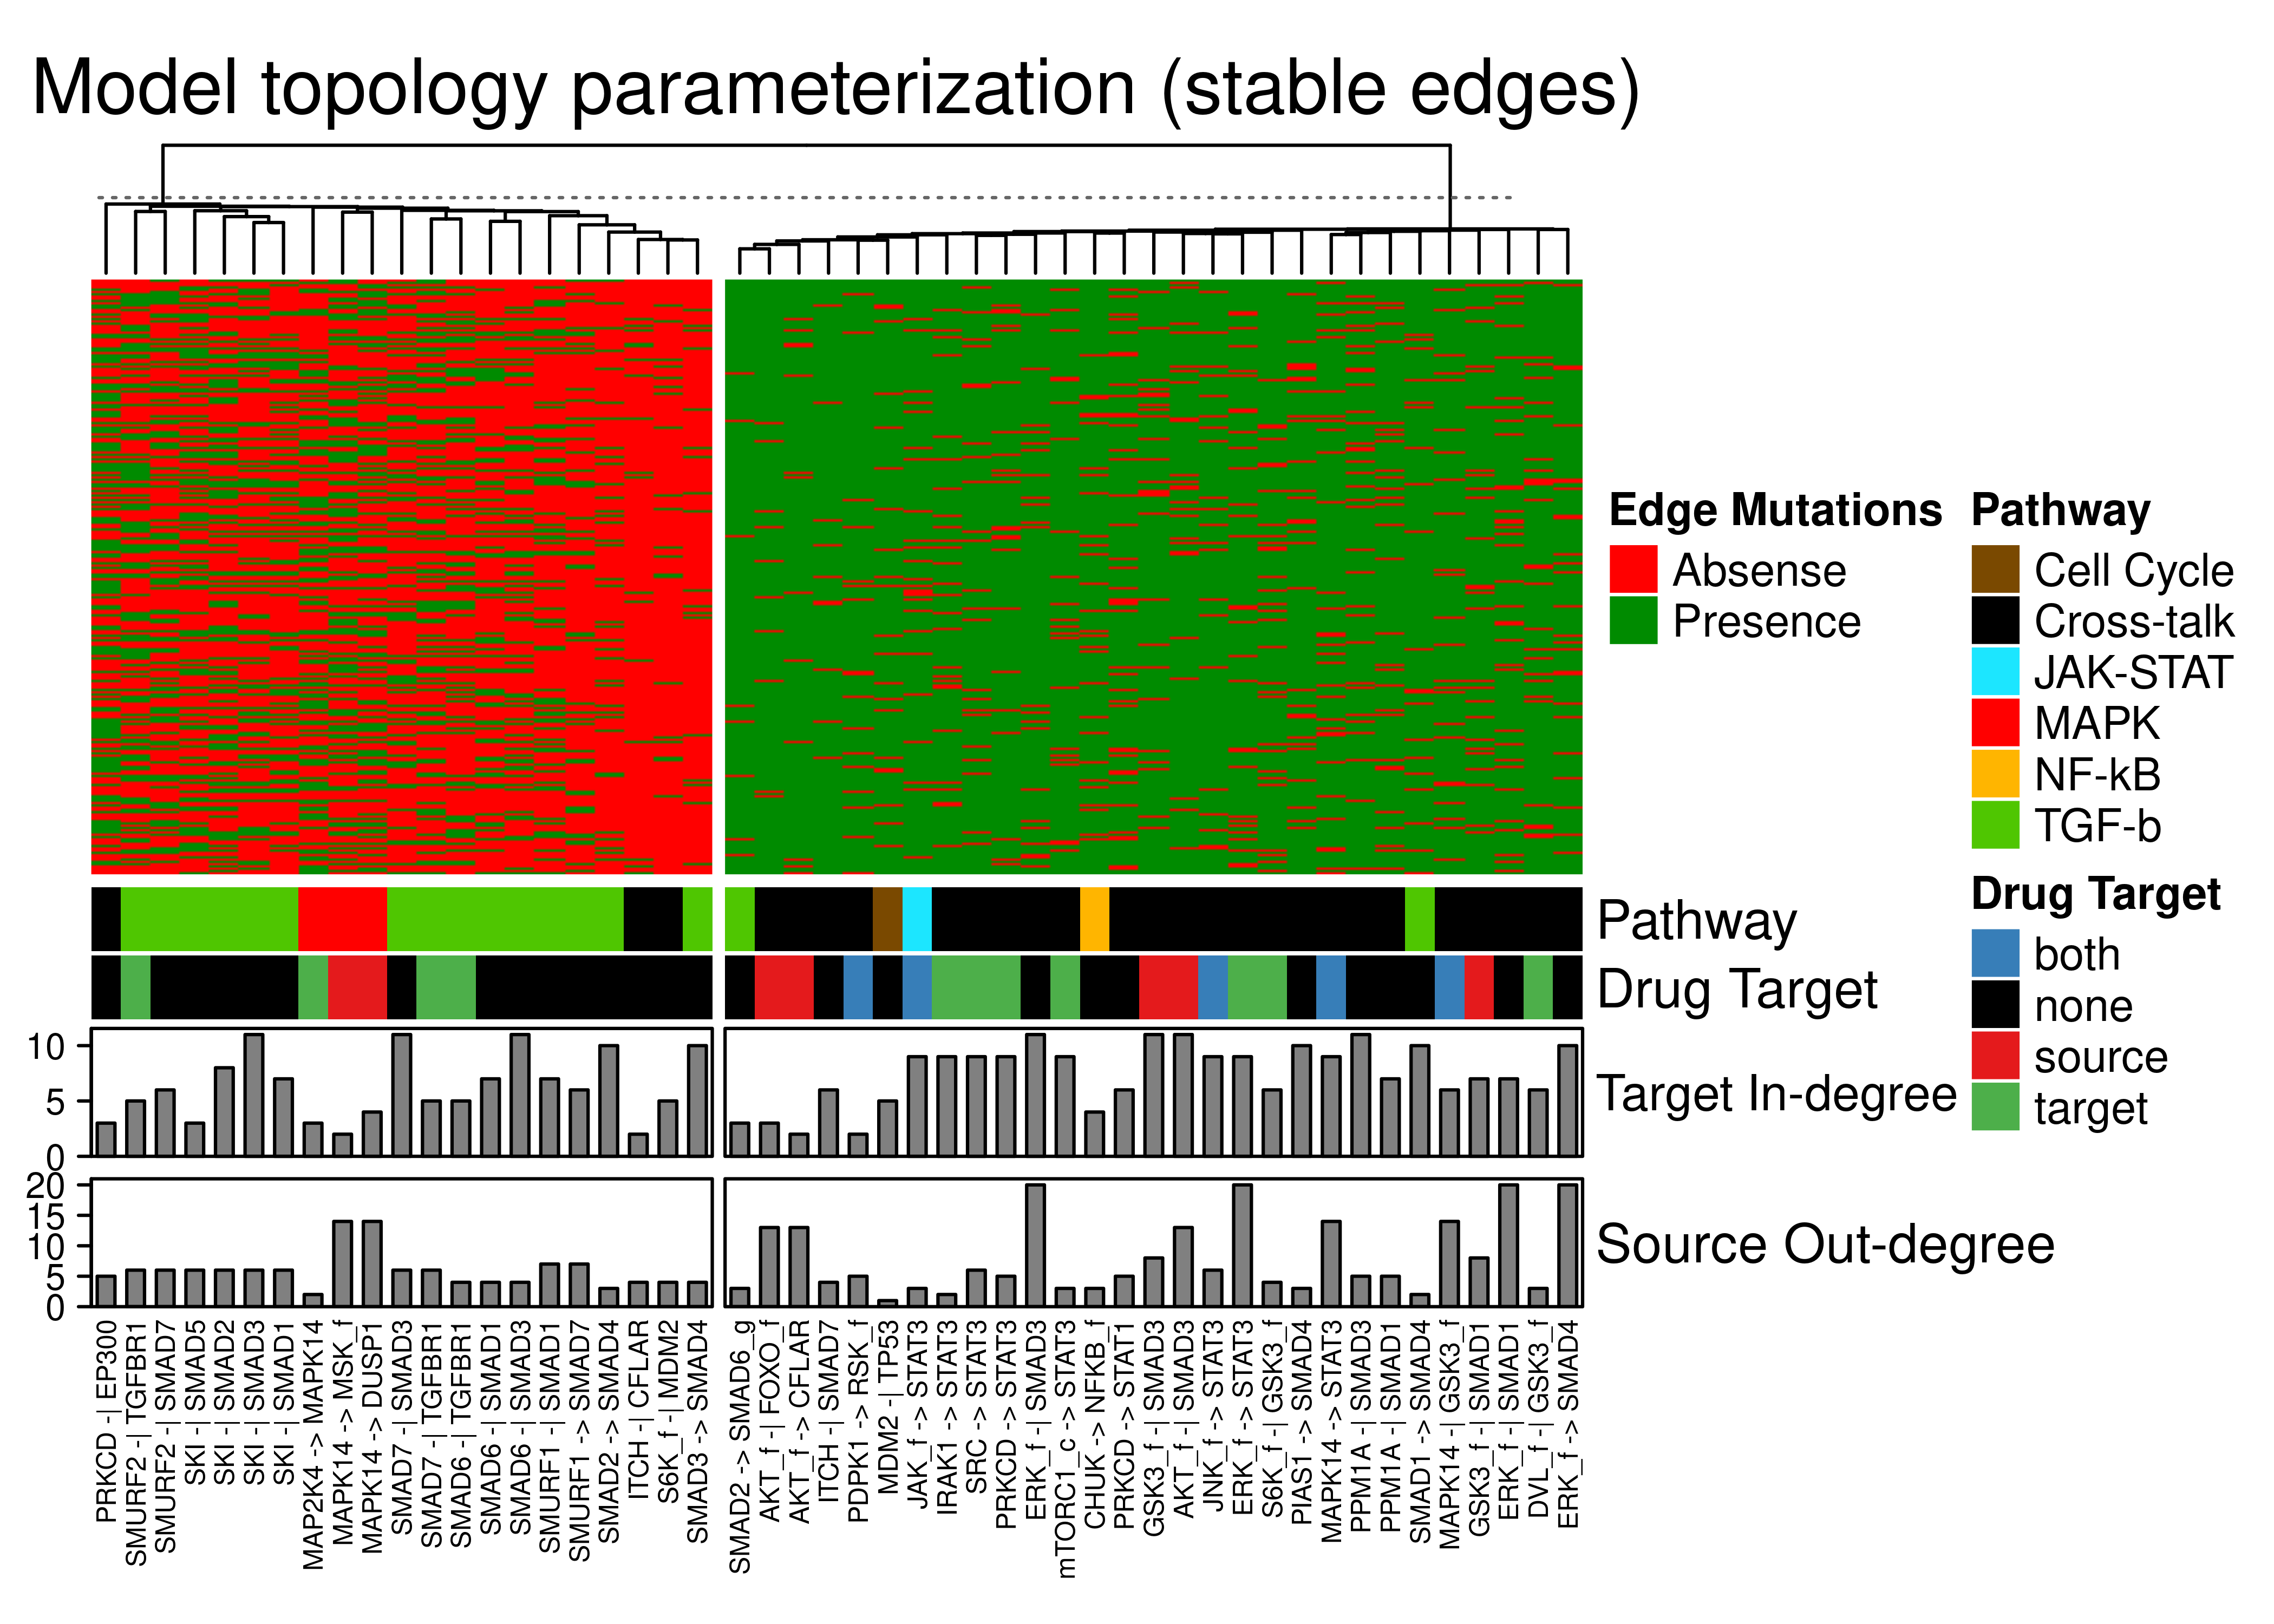 Model topology parameterization (stable edges)
Edge Mutations
Absense
Presence
Pathway
Cell Cycle
Cross-talk
JAK-STAT
MAPK
NF-kB
TGF-b
Drug Target
both
none
source
target
Pathway
Drug Target
Target In-degree
Source Out-degree
10
5
0
20
15
10
5
0
PRKCD -| EP300
SMURF2 -| TGFBR1
SMURF2 -| SMAD7
SKI -| SMAD5
SKI -| SMAD2
SKI -| SMAD3
SKI -| SMAD1
MAP2K4 -> MAPK14
MAPK14 -> MSK_f
MAPK14 -> DUSP1
SMAD7 -| SMAD3
SMAD7 -| TGFBR1
SMAD6 -| TGFBR1
SMAD6 -| SMAD1
SMAD6 -| SMAD3
SMURF1 -| SMAD1
SMURF1 -> SMAD7
SMAD2 -> SMAD4
ITCH -| CFLAR
S6K_f -| MDM2
SMAD3 -> SMAD4
SMAD2 -> SMAD6_g
AKT_f -| FOXO_f
AKT_f -> CFLAR
ITCH -| SMAD7
PDPK1 -> RSK_f
MDM2 -| TP53
JAK_f -> STAT3
IRAK1 -> STAT3
SRC -> STAT3
PRKCD -> STAT3
ERK_f -| SMAD3
mTORC1_c -> STAT3
CHUK -> NFKB_f
PRKCD -> STAT1
GSK3_f -| SMAD3
AKT_f -| SMAD3
JNK_f -> STAT3
ERK_f -> STAT3
S6K_f -| GSK3_f
PIAS1 -> SMAD4
MAPK14 -> STAT3
PPM1A -| SMAD3
PPM1A -| SMAD1
SMAD1 -> SMAD4
MAPK14 -| GSK3_f
GSK3_f -| SMAD1
ERK_f -| SMAD1
DVL_f -| GSK3_f
ERK_f -> SMAD4